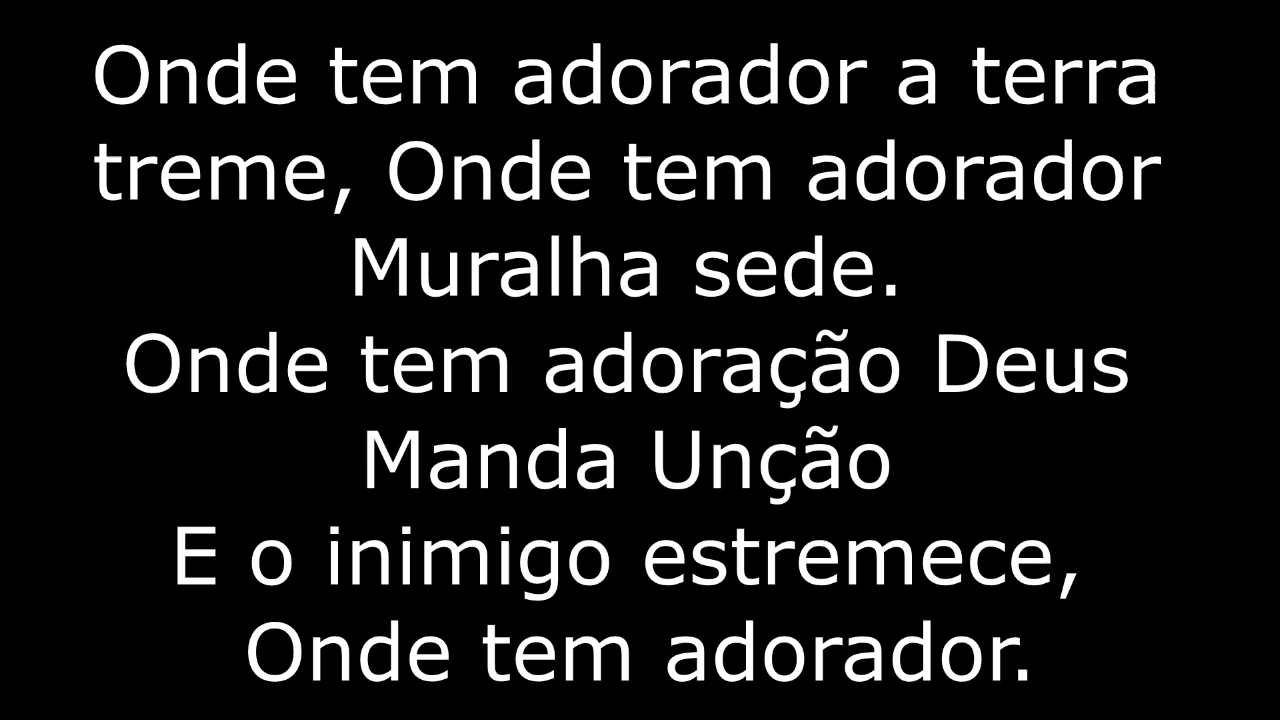 Onde tem adorador a terra
treme, Onde tem adorador
Muralha sede.
Onde tem adoração Deus
Manda Unção
E o inimigo estremece,
Onde tem adorador.